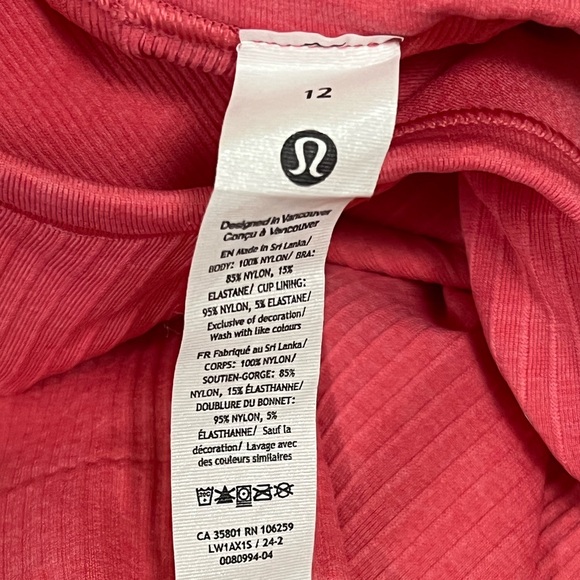 12
Designed in Vancouver
Conçu à Vancouver
EN Made in Sri Lanka/
BODY: 100% NYLON/ BRA:
85% NYLON, 15%
ELASTANE/ CUP LINING:
95% NYLON, 5% ELASTANE/
Exclusive of decoration/
Wash with like colours
FR Fabriqué au Sri Lanka/
CORPS: 100% NYLON/
SOUTIEN-GORGE: 85%
NYLON, 15% ÉLASTHANNE/
DOUBLURE DU BONNET:
95% NYLON, 5%
ÉLASTHANNE/ Sauf la
décoration/ Lavage avec
des couleurs similaires
CA 35801 RN 106259
LW1AX1S / 24-2
0080994-04